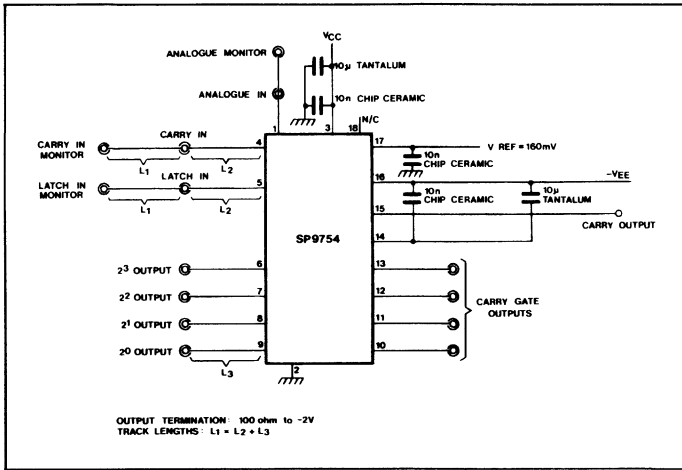 VCC
ANALOGUE MONITOR
10µ TANTALUM
ANALOGUE IN
10n CHIP CERAMIC
N/C
1
3
18
CARRY IN MONITOR
CARRY IN
4
L1
L2
17
V REF = 160mV
10n CHIP CERAMIC
16
-VEE
LATCH IN MONITOR
LATCH IN
5
L1
L2
10n CHIP CERAMIC
10µ TANTALUM
15
CARRY OUTPUT
SP9754
14
2³ OUTPUT
6
13
2² OUTPUT
7
12
CARRY GATE OUTPUTS
2¹ OUTPUT
8
11
2⁰ OUTPUT
9
10
L3
2
OUTPUT TERMINATION: 100 ohm to -2V
TRACK LENGTHS: L1 = L2 + L3